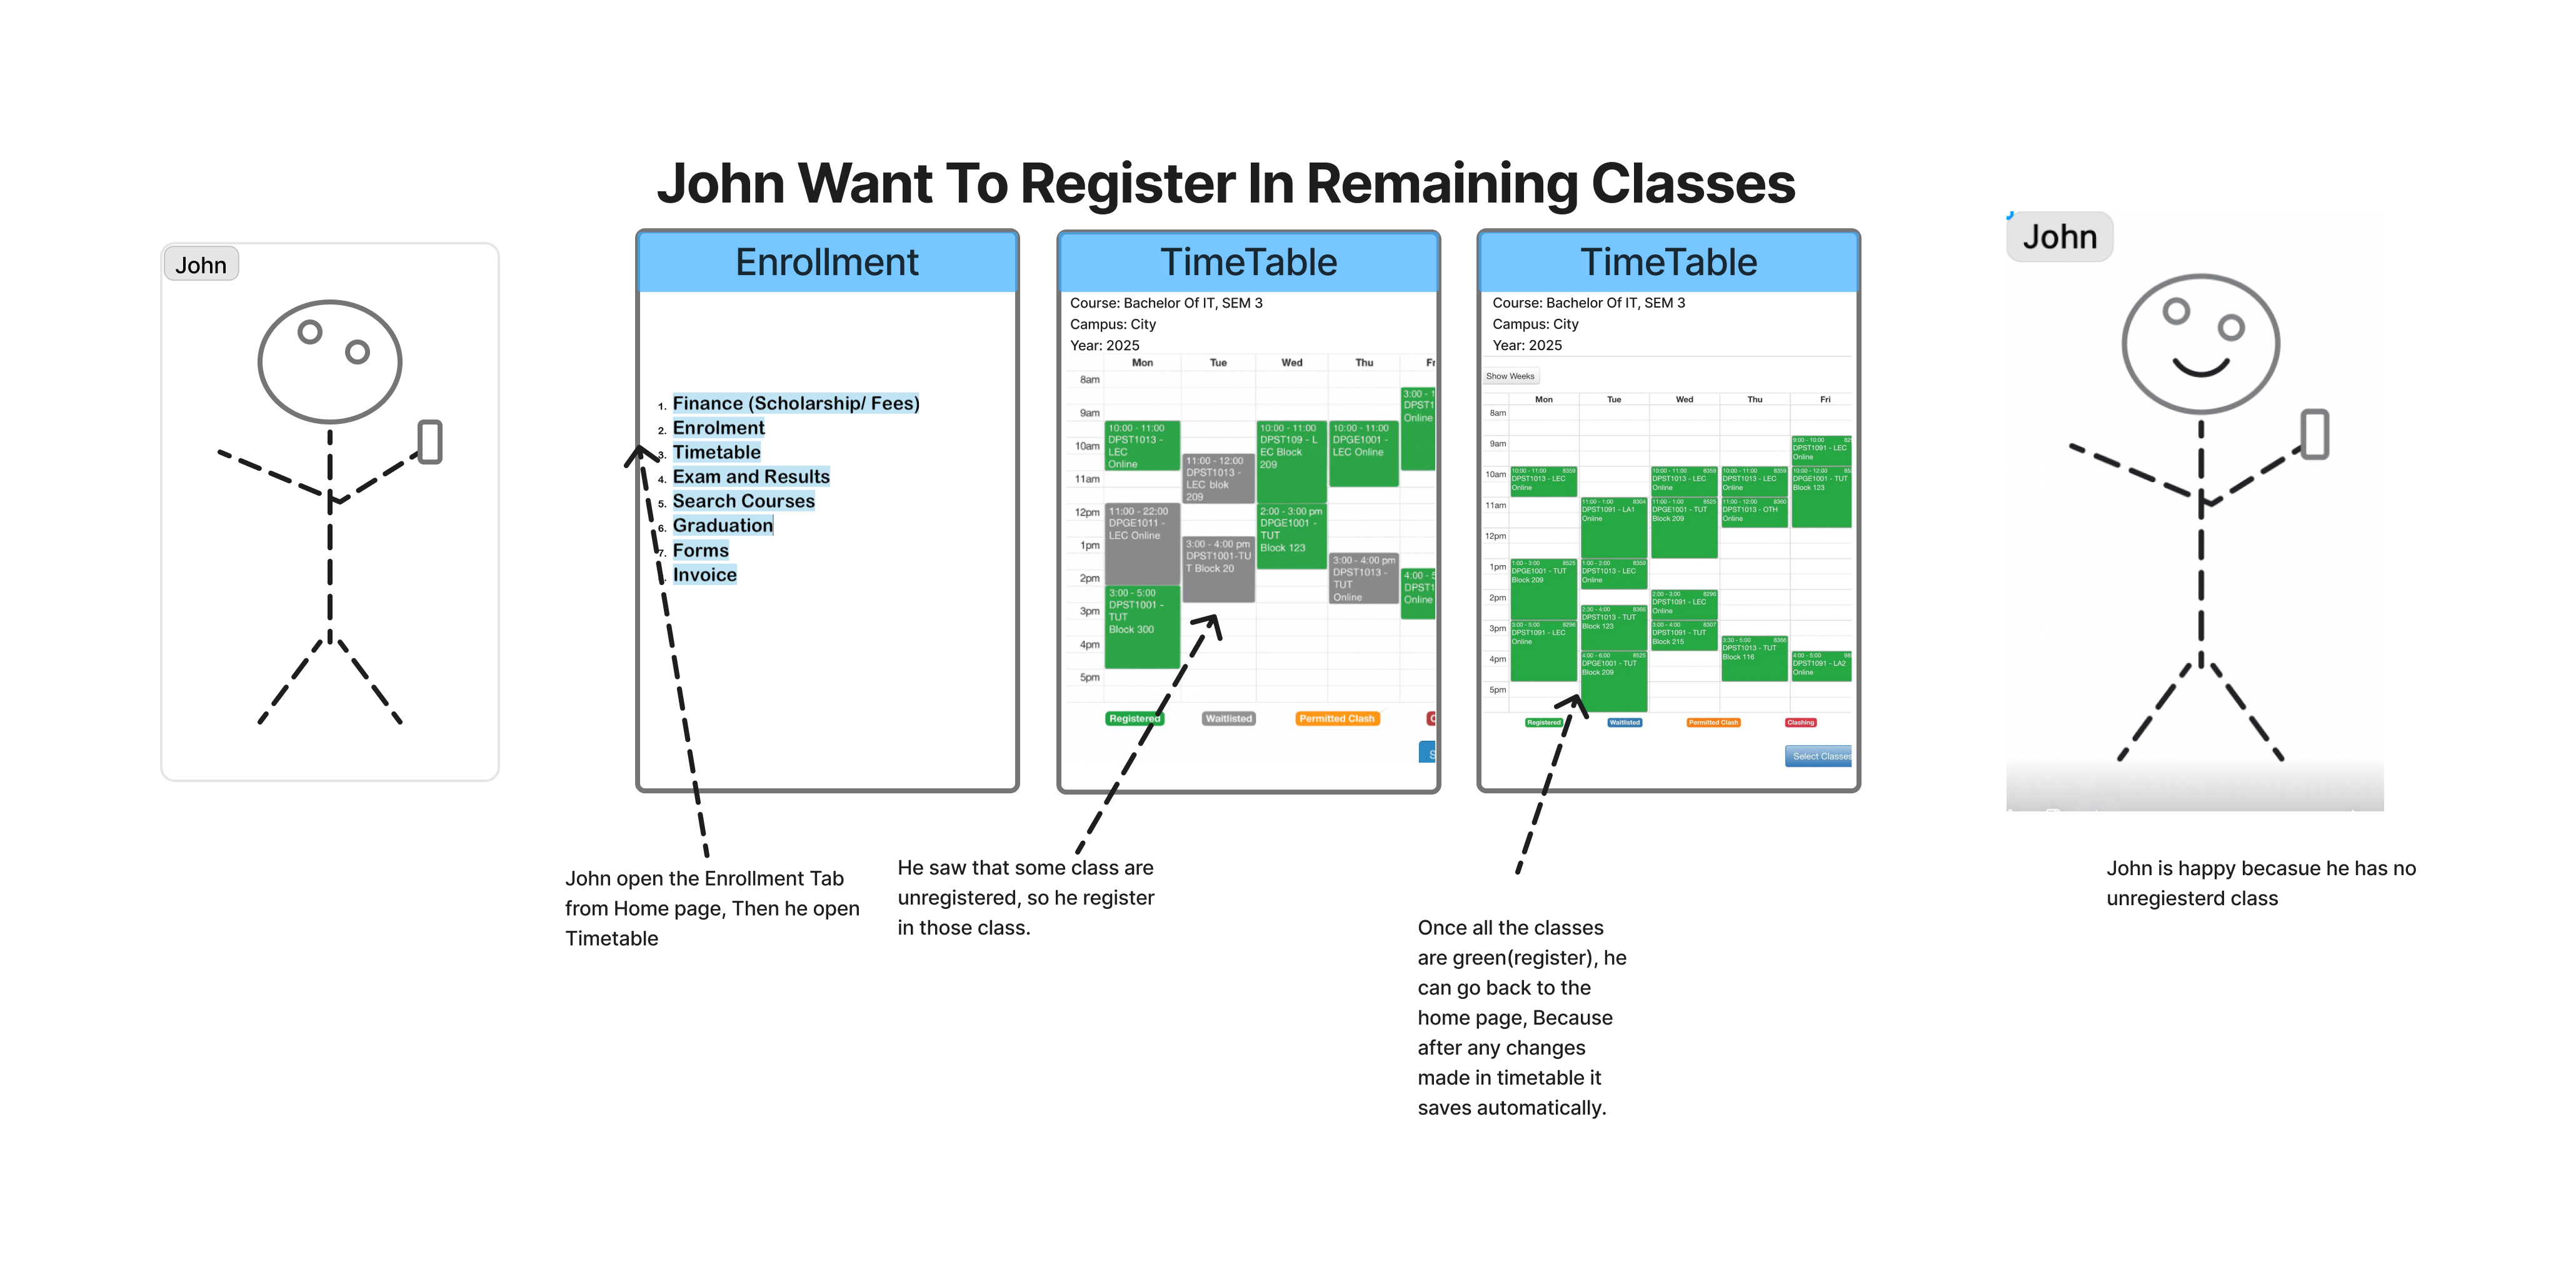 John Want To Register In Remaining Classes
John
Enrollment
1. Finance (Scholarship/ Fees)
2. Enrolment
3. Timetable
4. Exam and Results
5. Search Courses
6. Graduation
7. Forms
Invoice
TimeTable
Course: Bachelor Of IT, SEM 3
Campus: City
Year: 2025
Mon Tue Wed Thu
8am
9am
10am
11am
12pm
1pm
2pm
3pm
4pm
5pm
10:00 - 11:00
DPST1013 -
LEC
Online
11:00 - 22:00
DPGE1011 -
LEC Online
3:00 - 5:00
DPST1001 -
TUT
Block 300
11:00 - 12:00
DPST1013 -
LEC blok
209
3:00 - 4:00 pm
DPST1001-TU
T Block 20
10:00 - 11:00
DPST109 - L
EC Block
209
2:00 - 3:00 pm
DPGE1001 -
TUT
Block 123
10:00 - 11:00
DPGE1001 -
LEC Online
3:00 - 4:00 pm
DPST1013 -
TUT
Online
3:00 - 1
DPST1
Online
4:00 - 5
DPST1
Online
Registered Waitlisted Permitted Clash
TimeTable
Course: Bachelor Of IT, SEM 3
Campus: City
Year: 2025
Show Weeks
Mon Tue Wed Thu Fri
8am
9am
10am
11am
12pm
1pm
2pm
3pm
4pm
5pm
10:00 - 11:00 8359
DPST1013 - LEC
Online
1:00 - 3:00 8525
DPGE1001 - TUT
Block 209
3:00 - 5:00 8296
DPST1091 - LEC
Online
11:00 - 1:00 8304
DPST1091 - LA1
Online
1:00 - 2:00 8359
DPST1013 - LEC
Online
2:30 - 4:00 8366
DPST1013 - TUT
Block 123
4:00 - 6:00 8525
DPGE1001 - TUT
Block 209
10:00 - 11:00 8359
DPST1013 - LEC
Online
11:00 - 1:00 8525
DPGE1001 - TUT
Block 209
2:00 - 3:00 8296
DPST1091 - LEC
Online
3:00 - 4:00 8307
DPST1091 - TUT
Block 215
10:00 - 11:00 8359
DPST1013 - LEC
Online
11:00 - 12:00 8360
DPST1013 - OTH
Online
3:30 - 5:00 8366
DPST1013 - TUT
Block 116
9:00 - 10:00
DPST1091 - LEC
Online
10:00 - 12:00
DPGE1001 - TUT
Block 123
4:00 - 5:00
DPST1091 - LA2
Online
Registered Waitlisted Permitted Clash Clashing
Select Classes
John
John open the Enrollment Tab
from Home page, Then he open
Timetable
He saw that some class are
unregistered, so he register
in those class.
Once all the classes
are green(register), he
can go back to the
home page, Because
after any changes
made in timetable it
saves automatically.
John is happy becasue he has no
unregiesterd class